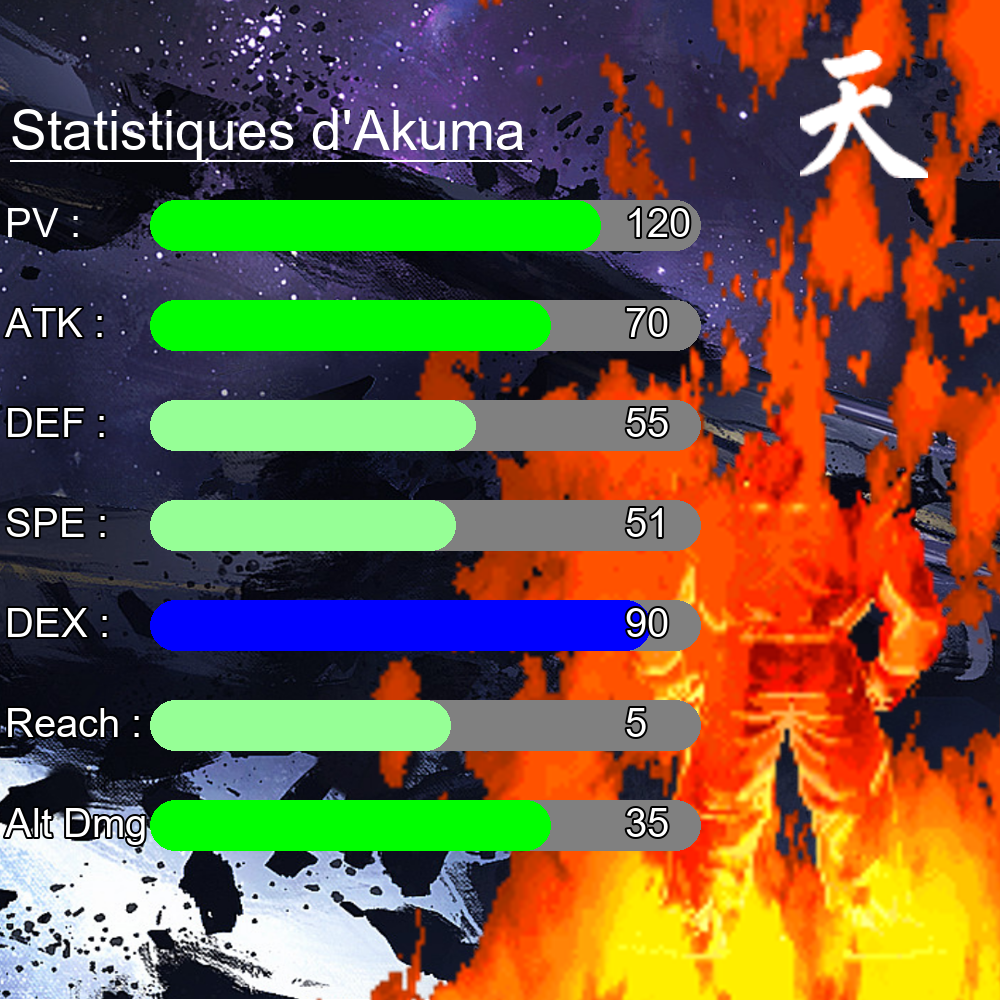 天
Statistiques d'Akuma
PV : 120
ATK : 70
DEF : 55
SPE : 51
DEX : 90
Reach : 5
Alt Dmg 35